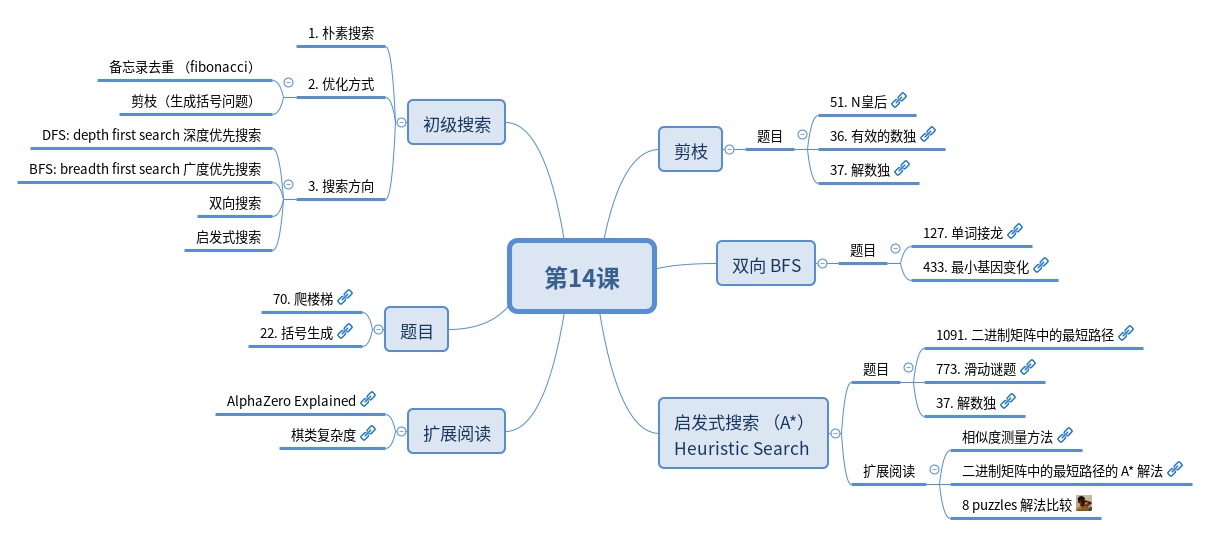 第14课
初级搜索
1. 朴素搜索
2. 优化方式
备忘录去重 （fibonacci）
剪枝（生成括号问题）
3. 搜索方向
DFS: depth first search 深度优先搜索
BFS: breadth first search 广度优先搜索
双向搜索
启发式搜索
题目
70. 爬楼梯
22. 括号生成
扩展阅读
AlphaZero Explained
棋类复杂度
剪枝
题目
51. N皇后
36. 有效的数独
37. 解数独
双向 BFS
题目
127. 单词接龙
433. 最小基因变化
启发式搜索 （A*）
Heuristic Search
题目
1091. 二进制矩阵中的最短路径
773. 滑动谜题
37. 解数独
扩展阅读
相似度测量方法
二进制矩阵中的最短路径的 A* 解法
8 puzzles 解法比较